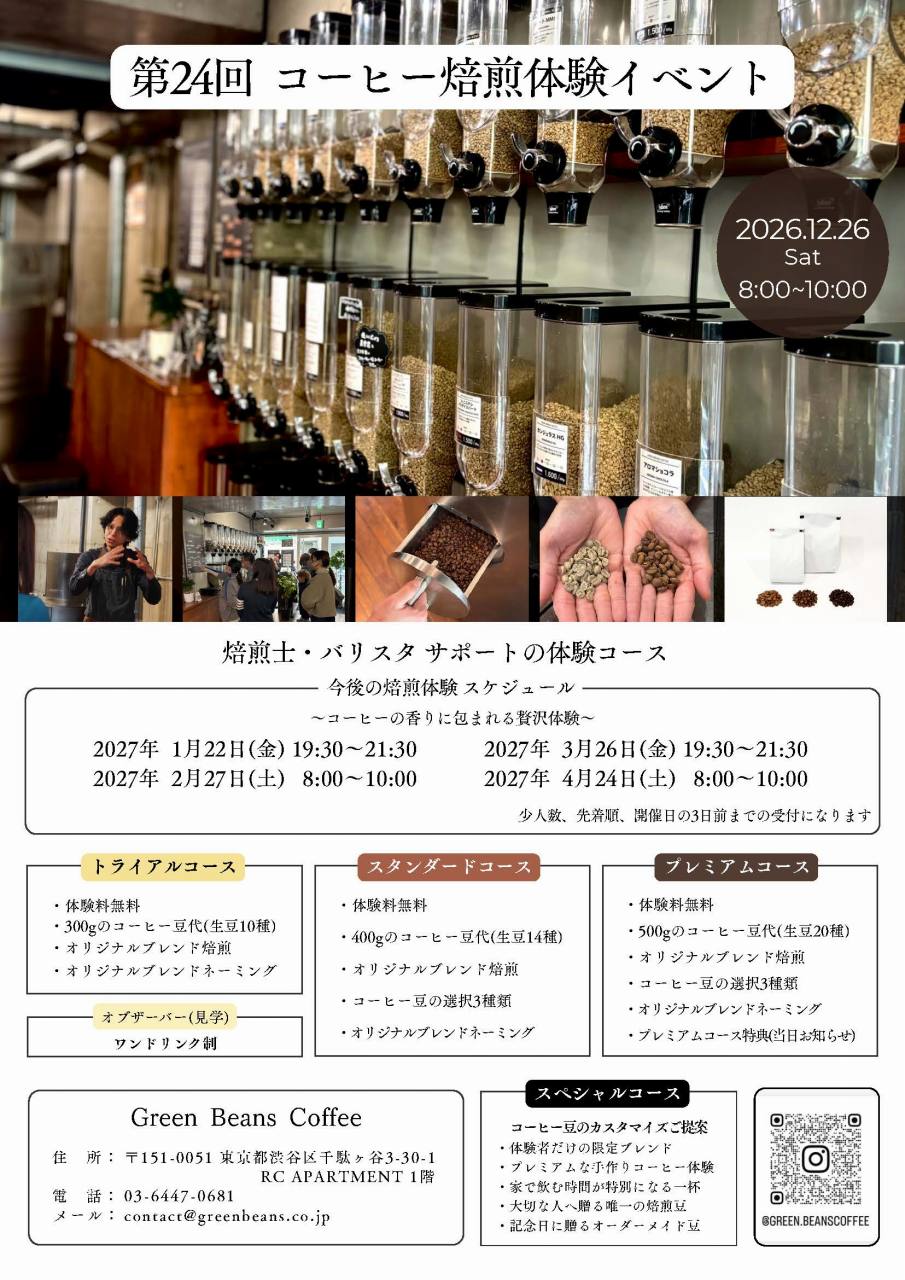 第24回 コーヒー焙煎体験イベント
2026.12.26
Sat
8:00~10:00
1,500
1,600
アロマショコラ
焙煎士・バリスタ サポートの体験コース
今後の焙煎体験 スケジュール
〜コーヒーの香りに包まれる贅沢体験〜
2027年 1月22日(金) 19:30〜21:30
2027年 2月27日(土) 8:00〜10:00
2027年 3月26日(金) 19:30〜21:30
2027年 4月24日(土) 8:00〜10:00
少人数、先着順、開催日の3日前までの受付になります
トライアルコース
・体験料無料
・300gのコーヒー豆代(生豆10種)
・オリジナルブレンド焙煎
・オリジナルブレンドネーミング
オブザーバー(見学)
ワンドリンク制
スタンダードコース
・体験料無料
・400gのコーヒー豆代(生豆14種)
・オリジナルブレンド焙煎
・コーヒー豆の選択3種類
・オリジナルブレンドネーミング
プレミアムコース
・体験料無料
・500gのコーヒー豆代(生豆20種)
・オリジナルブレンド焙煎
・コーヒー豆の選択3種類
・オリジナルブレンドネーミング
・プレミアムコース特典(当日お知らせ)
Green Beans Coffee
住 所： 〒151-0051 東京都渋谷区千駄ヶ谷3-30-1
RC APARTMENT 1階
電 話： 03-6447-0681
メール： contact@greenbeans.co.jp
スペシャルコース
コーヒー豆のカスタマイズご提案
・体験者だけの限定ブレンド
・プレミアムな手作りコーヒー体験
・家で飲む時間が特別になる一杯
・大切な人へ贈る唯一の焙煎豆
・記念日に贈るオーダーメイド豆
@GREEN.BEANSCOFFEE